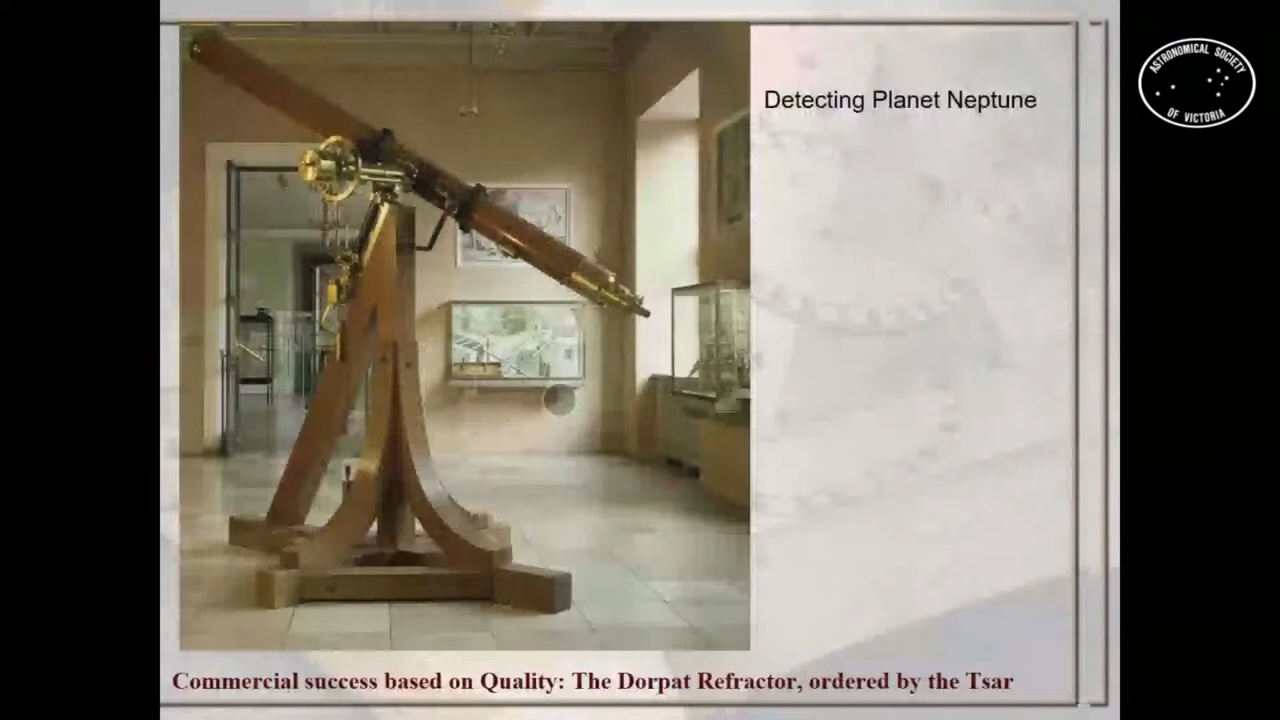 Detecting Planet Neptune
ASTRONOMICAL SOCIETY
OF VICTORIA
Commercial success based on Quality: The Dorpat Refractor, ordered by the Tsar